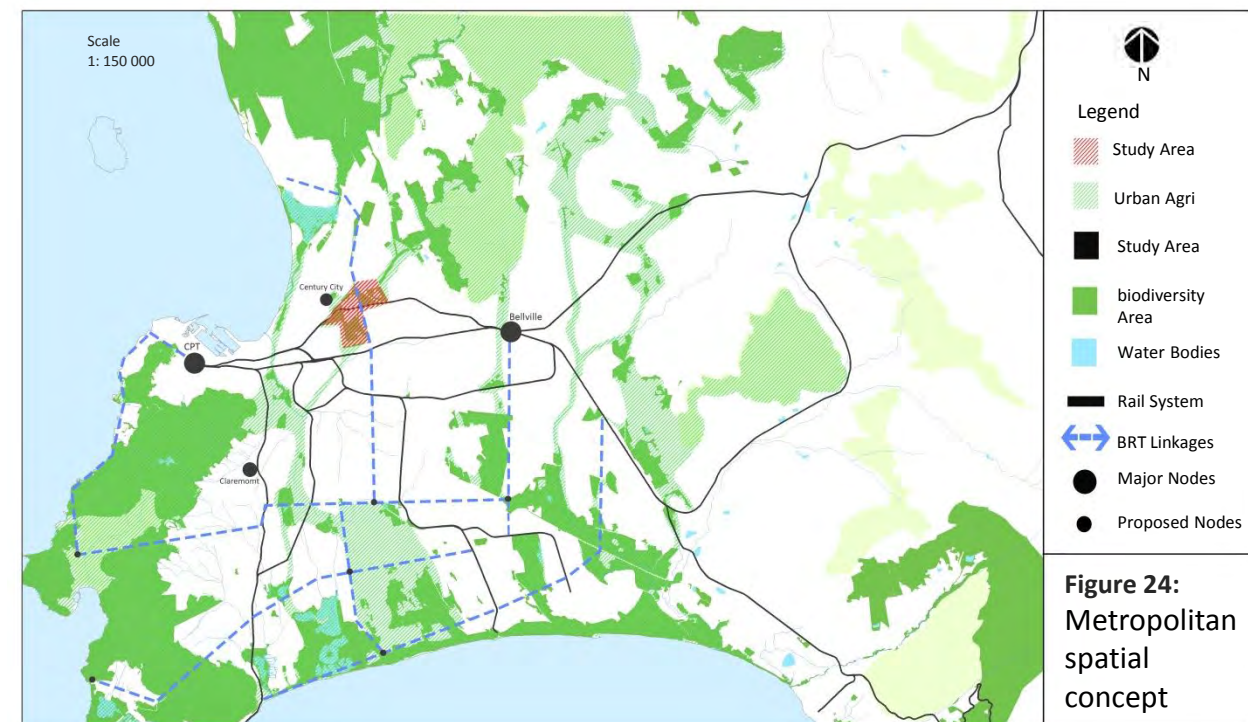 Scale
1: 150 000
Century City
Bellville
CPT
Claremomt
N
Legend
Study Area
Urban Agri
Study Area
biodiversity
Area
Water Bodies
Rail System
BRT Linkages
Major Nodes
Proposed Nodes
Figure 24:
Metropolitan
spatial
concept